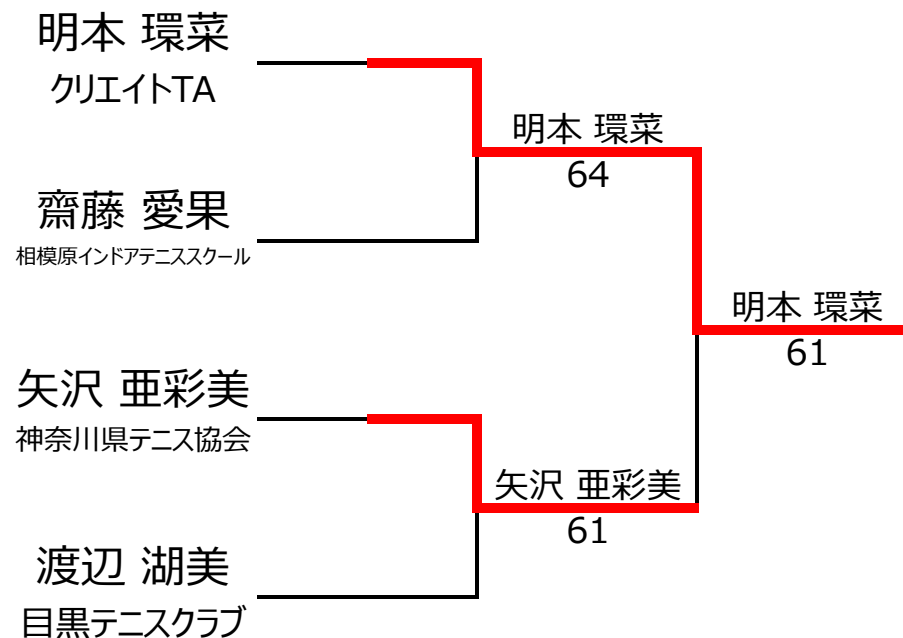 明本 環菜
クリエイトTA
齋藤 愛果
相模原インドアテニススクール
矢沢 亜彩美
神奈川県テニス協会
渡辺 湖美
目黒テニスクラブ
明本 環菜
64
矢沢 亜彩美
61
明本 環菜
61